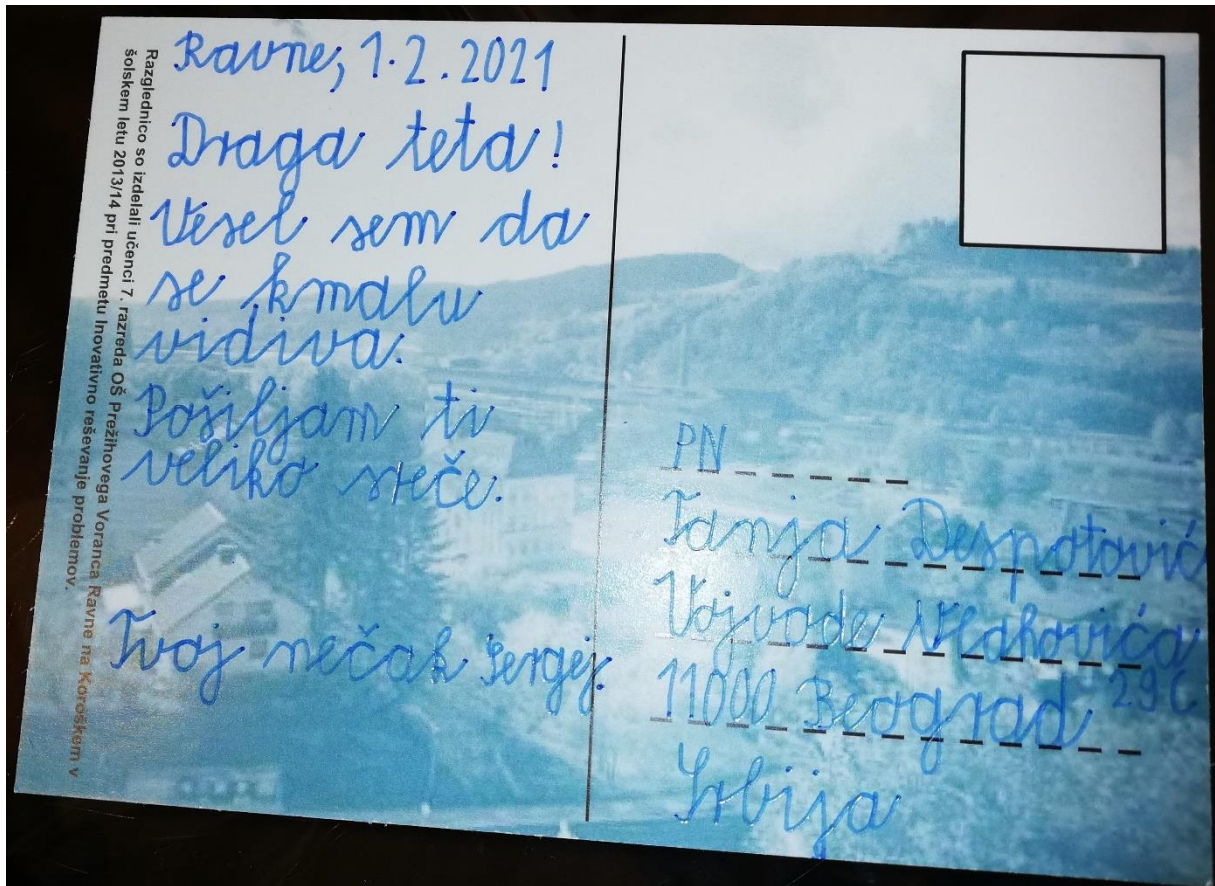 Razglednico so izdelali učenci 7. razreda OŠ Prežihovega Voranca Ravne na Koroškem v
šolskem letu 2013/14 pri predmetu Inovativno reševanje problemov.
Ravne, 1.2.2021
Draga teta!
Vesel sem da
se kmalu
vidiva.
Pošiljam ti
veliko sreče.
Tvoj nečak Sergej.
PN
Tanja Despotović
Vojvode Vlahovića
29C
11000 Beograd
Srbija